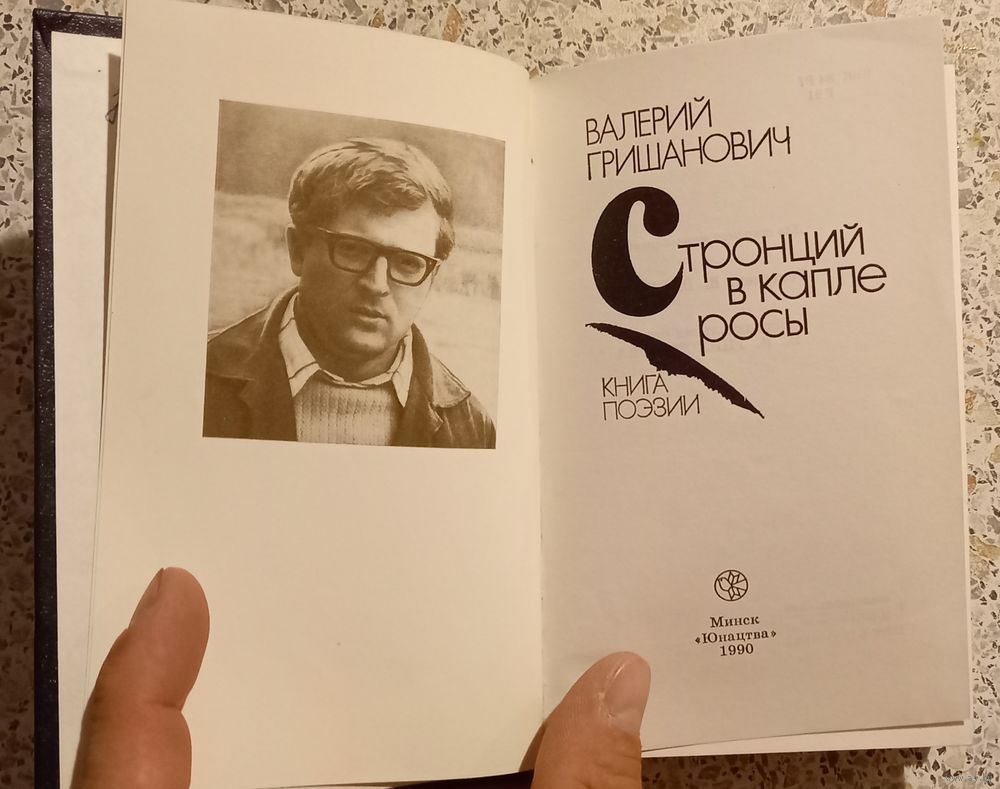 ВАЛЕРИЙ
ГРИШАНОВИЧ
Стронций
в капле
росы
КНИГА
ПОЭЗИИ
Минск
«Юнацтва»
1990